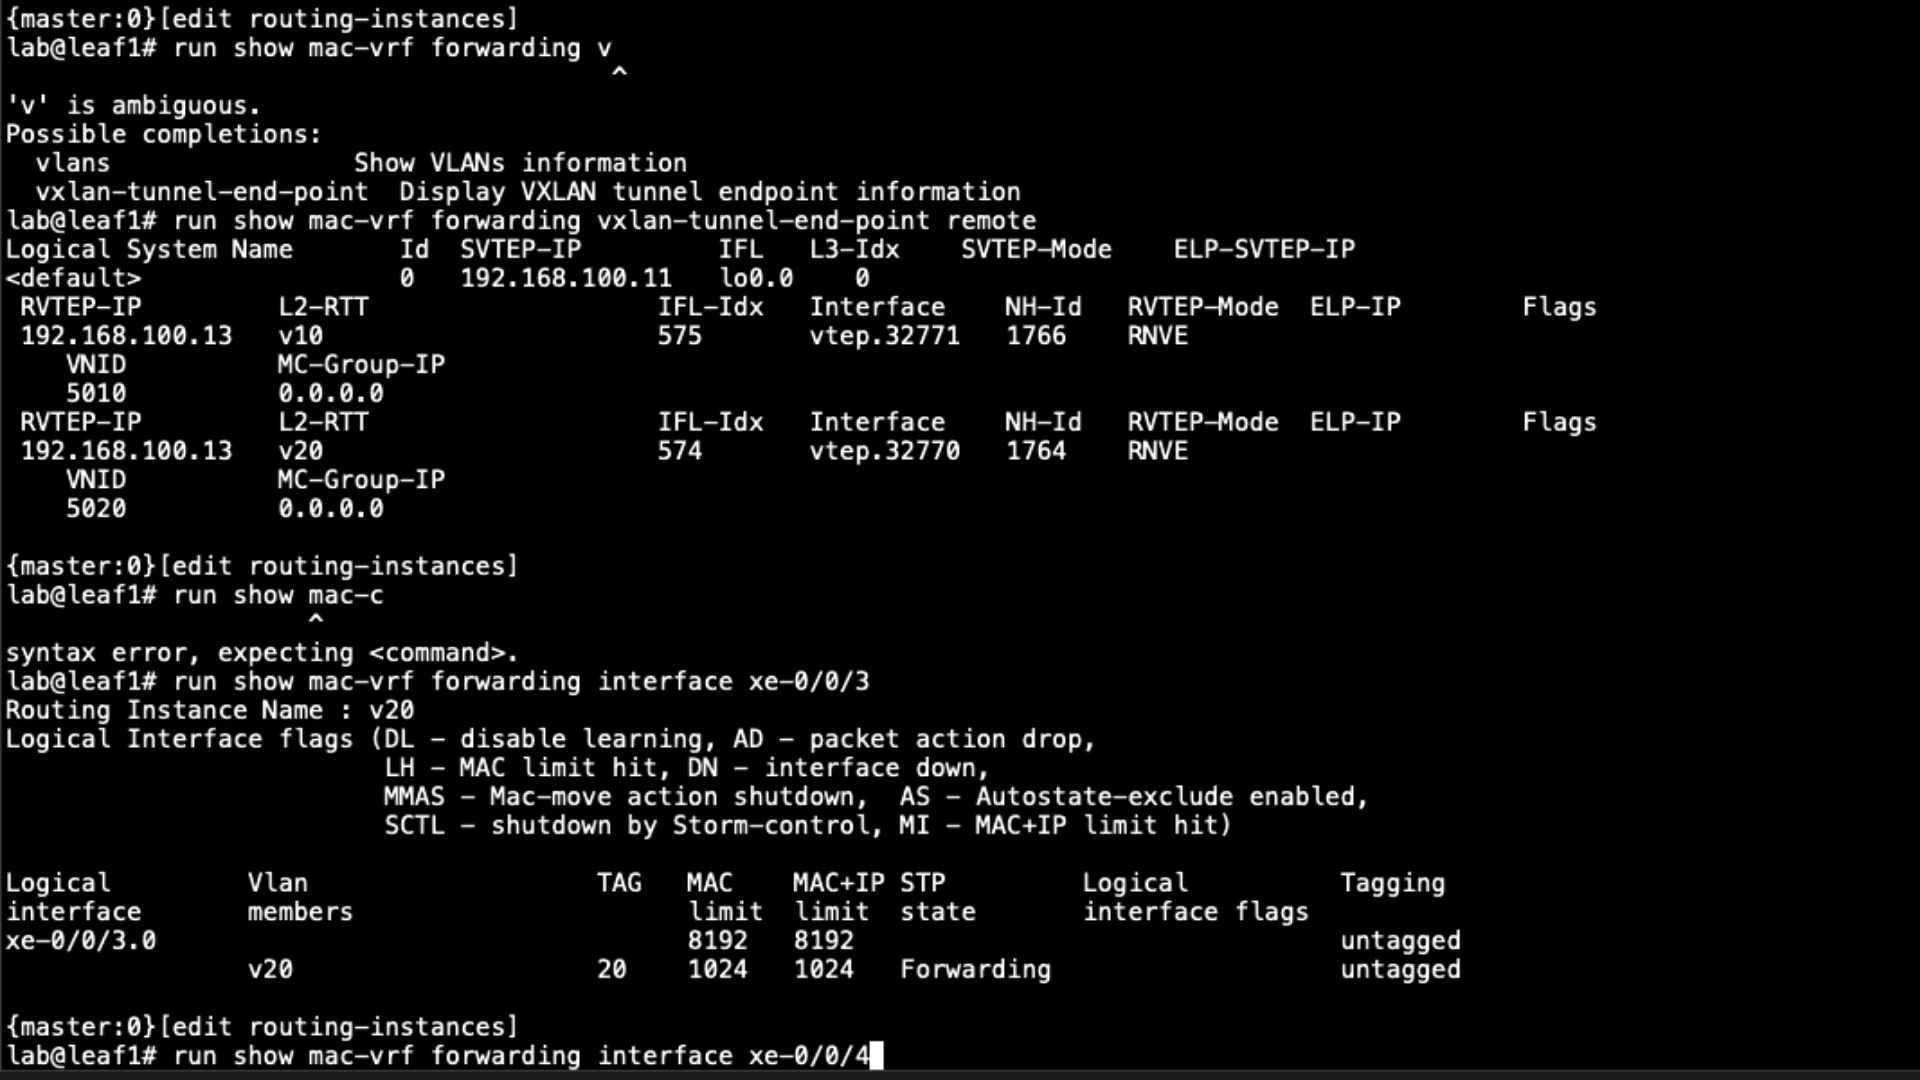 {master:0}[edit routing-instances]
lab@leaf1# run show mac-vrf forwarding v
^
'v' is ambiguous.
Possible completions:
vlans                Show VLANs information
vxlan-tunnel-end-point  Display VXLAN tunnel endpoint information
lab@leaf1# run show mac-vrf forwarding vxlan-tunnel-end-point remote
Logical System Name       Id  SVTEP-IP         IFL   L3-Idx    SVTEP-Mode    ELP-SVTEP-IP
<default>                 0   192.168.100.11   lo0.0    0
RVTEP-IP         L2-RTT                   IFL-Idx   Interface    NH-Id   RVTEP-Mode  ELP-IP        Flags
192.168.100.13   v10                      575       vtep.32771   1766    RNVE
VNID          MC-Group-IP
5010          0.0.0.0
RVTEP-IP         L2-RTT                   IFL-Idx   Interface    NH-Id   RVTEP-Mode  ELP-IP        Flags
192.168.100.13   v20                      574       vtep.32770   1764    RNVE
VNID          MC-Group-IP
5020          0.0.0.0
{master:0}[edit routing-instances]
lab@leaf1# run show mac-c
^
syntax error, expecting <command>.
lab@leaf1# run show mac-vrf forwarding interface xe-0/0/3
Routing Instance Name : v20
Logical Interface flags (DL - disable learning, AD - packet action drop,
LH - MAC limit hit, DN - interface down,
MMAS - Mac-move action shutdown,  AS - Autostate-exclude enabled,
SCTL - shutdown by Storm-control, MI - MAC+IP limit hit)
Logical         Vlan                   TAG   MAC    MAC+IP STP         Logical          Tagging
interface       members                      limit  limit  state       interface flags
xe-0/0/3.0                                   8192   8192                                untagged
v20                    20    1024   1024   Forwarding                   untagged
{master:0}[edit routing-instances]
lab@leaf1# run show mac-vrf forwarding interface xe-0/0/4